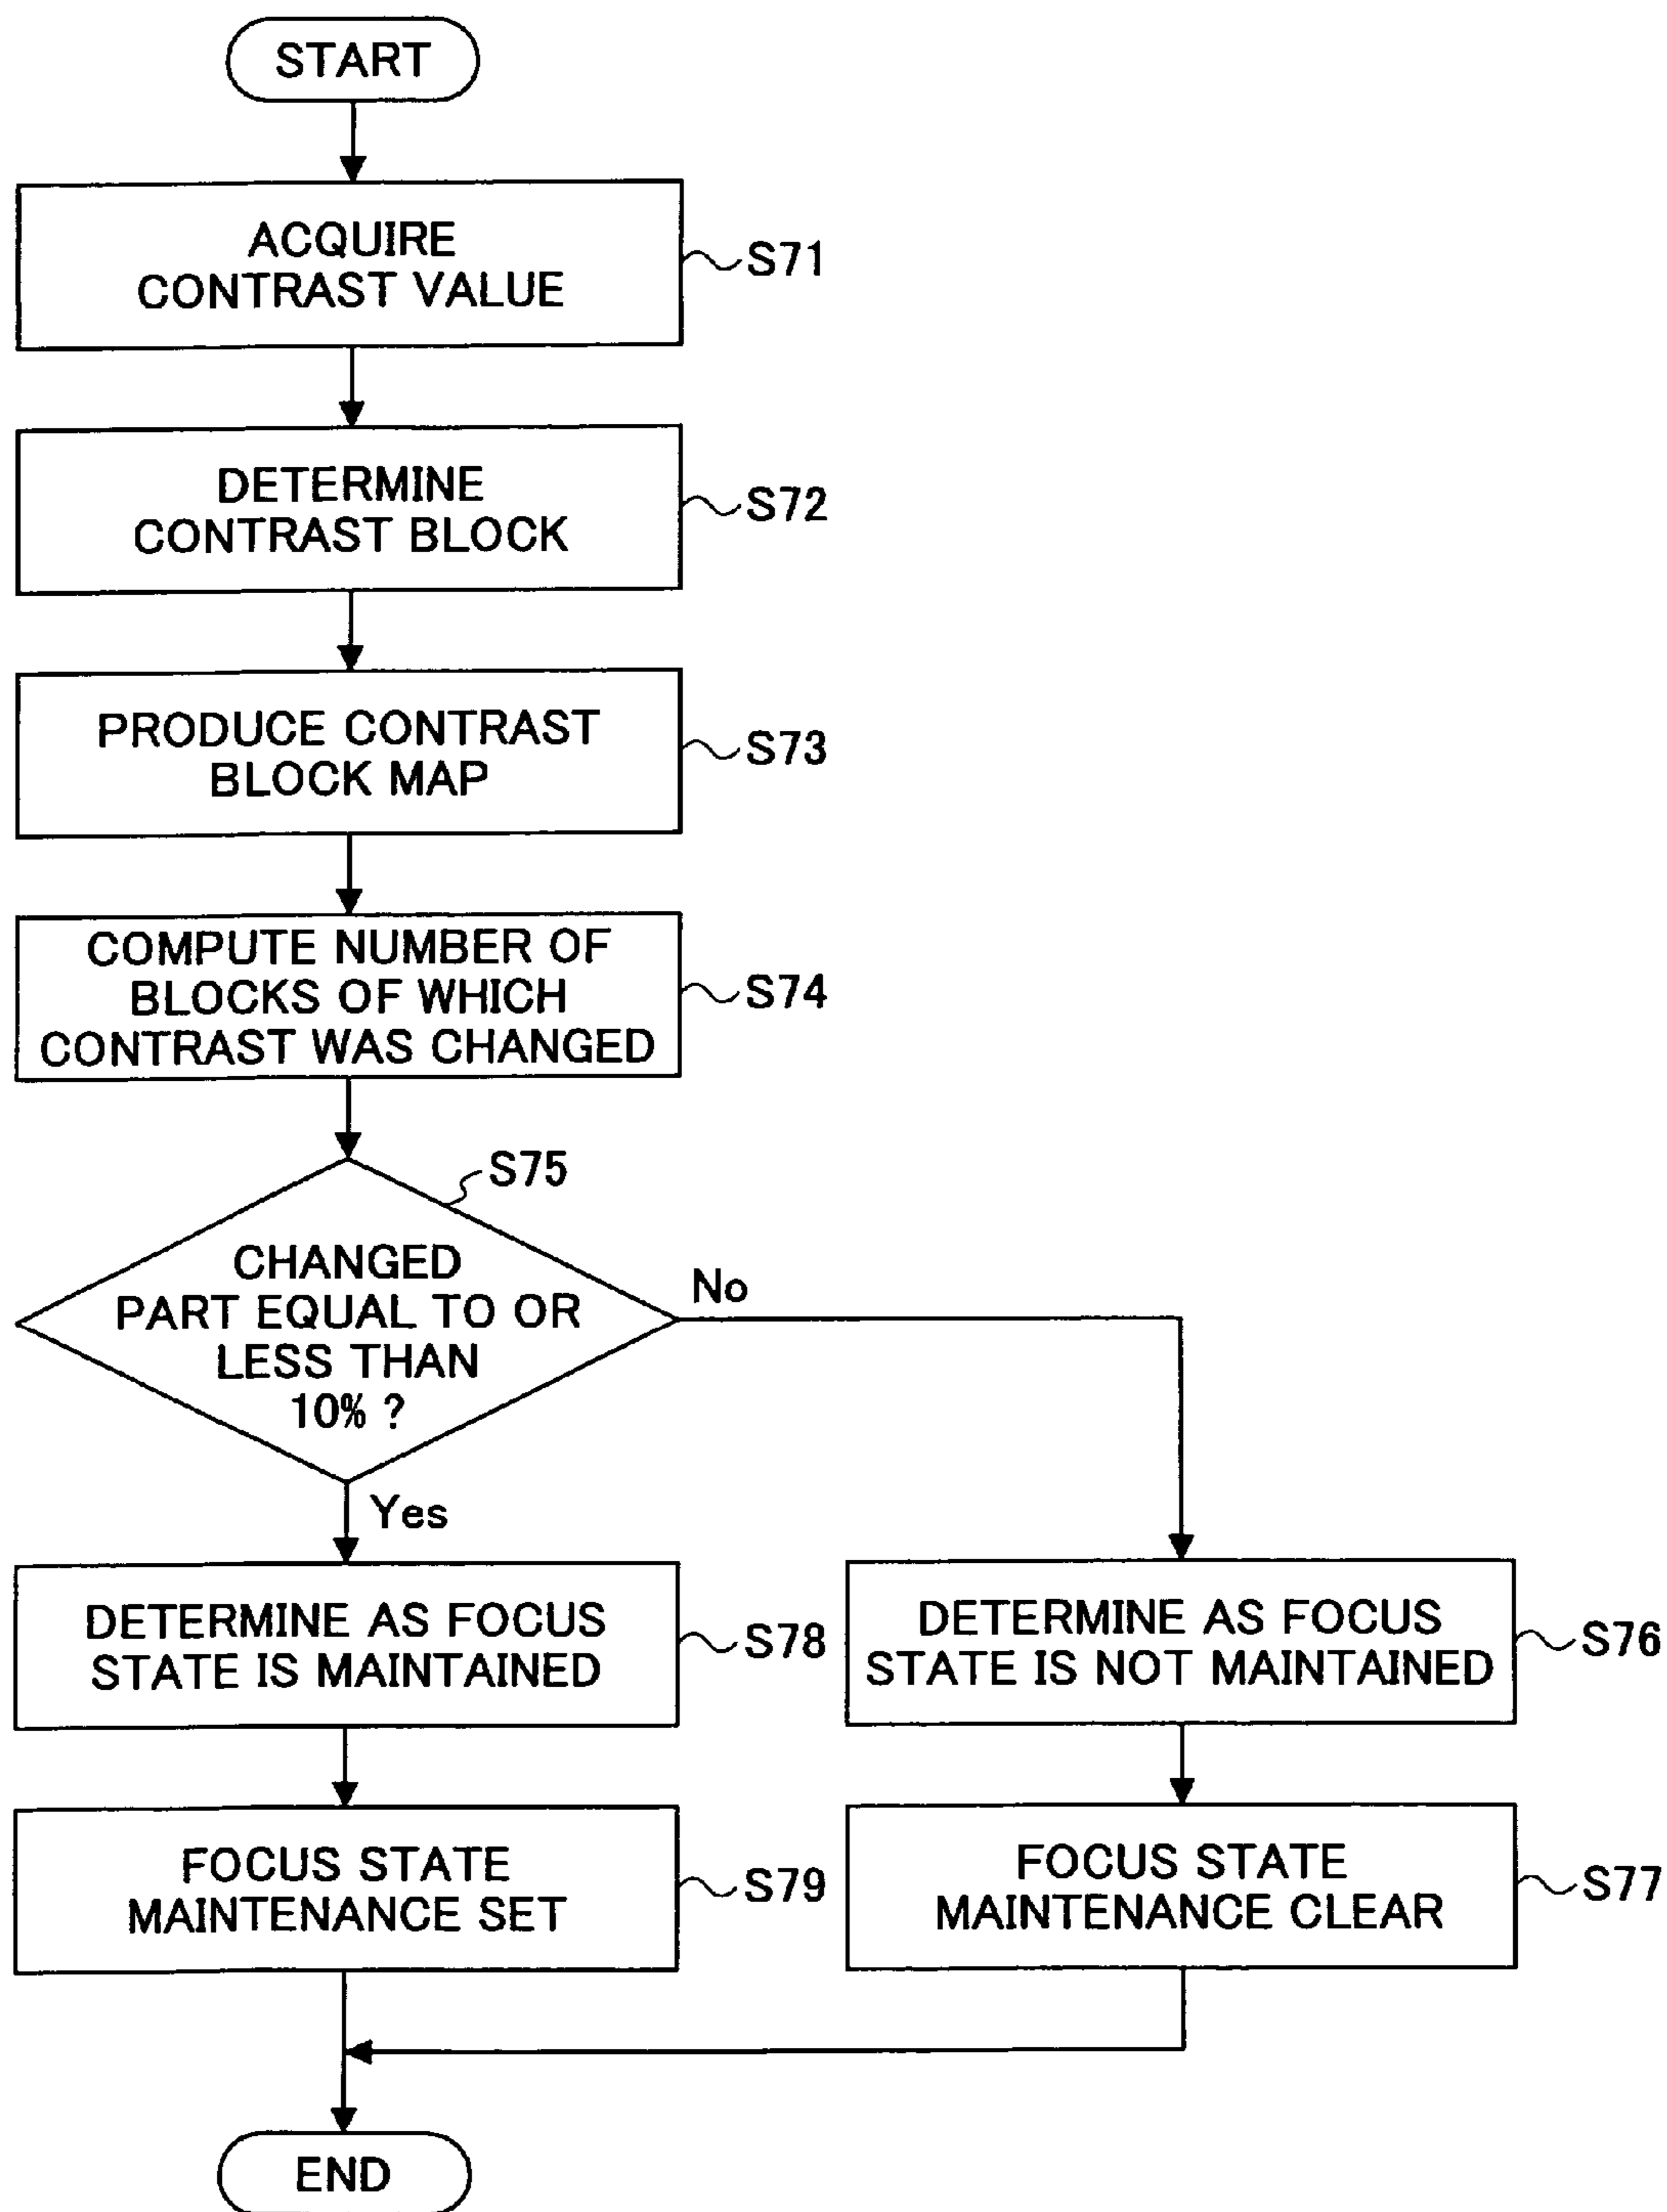 START
ACQUIRE
CONTRAST VALUE
S71
DETERMINE
CONTRAST BLOCK
S72
PRODUCE CONTRAST
BLOCK MAP
S73
COMPUTE NUMBER OF
BLOCKS OF WHICH
CONTRAST WAS CHANGED
S74
S75
CHANGED
PART EQUAL TO OR
LESS THAN
10% ?
No
Yes
DETERMINE AS FOCUS
STATE IS MAINTAINED
S78
DETERMINE AS FOCUS
STATE IS NOT MAINTAINED
S76
FOCUS STATE
MAINTENANCE SET
S79
FOCUS STATE
MAINTENANCE CLEAR
S77
END